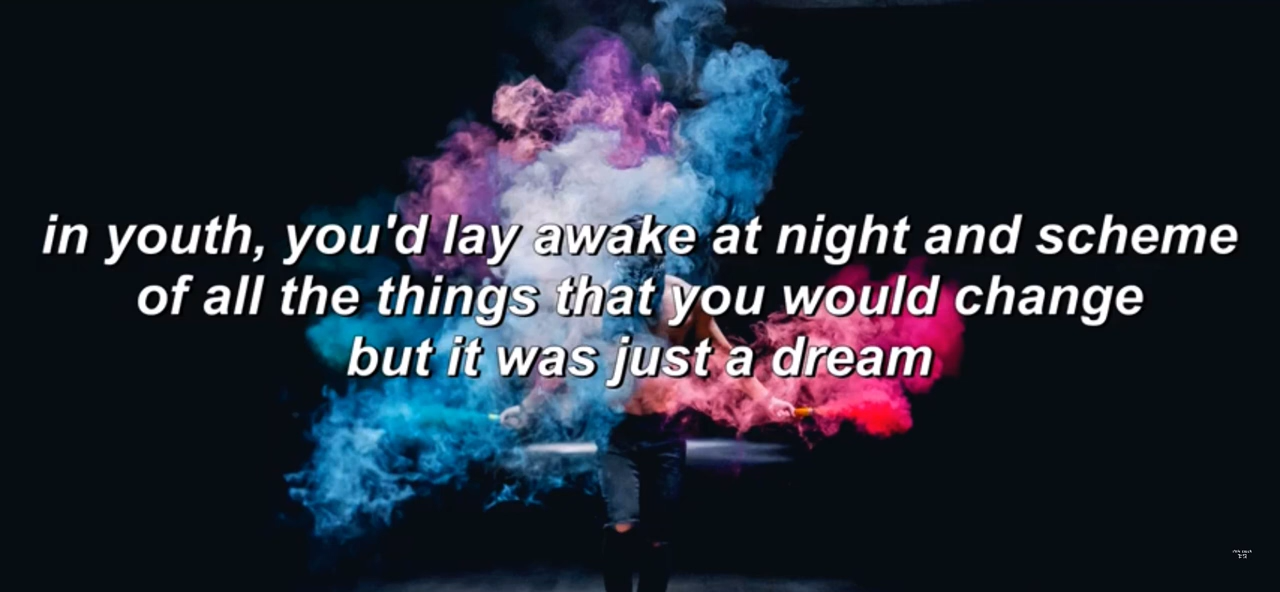 in youth, you'd lay awake at night and scheme
of all the things that you would change
but it was just a dream